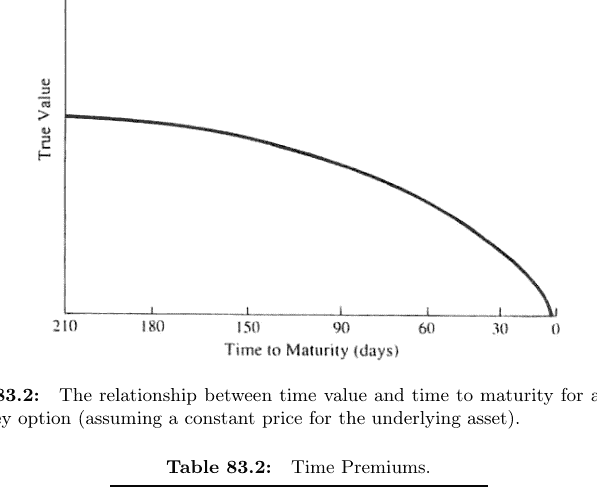 True Value
210 180 150 90 60 30 0
Time to Maturity (days)
83.2: The relationship between time value and time to maturity for a
ey option (assuming a constant price for the underlying asset).
Table 83.2: Time Premiums.